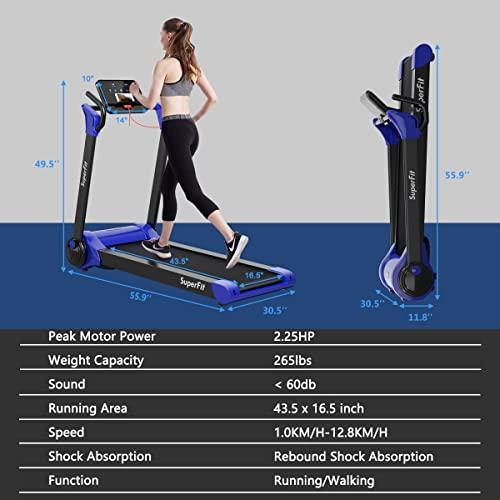 10''
14''
49.5''
SuperFit
43.5''
16.5''
SuperFit
55.9''
30.5''
SuperFit
SuperFit
55.9''
30.5''
11.8''
Peak Motor Power 2.25HP
Weight Capacity 265lbs
Sound < 60db
Running Area 43.5 x 16.5 inch
Speed 1.0KM/H-12.8KM/H
Shock Absorption Rebound Shock Absorption
Function Running/Walking